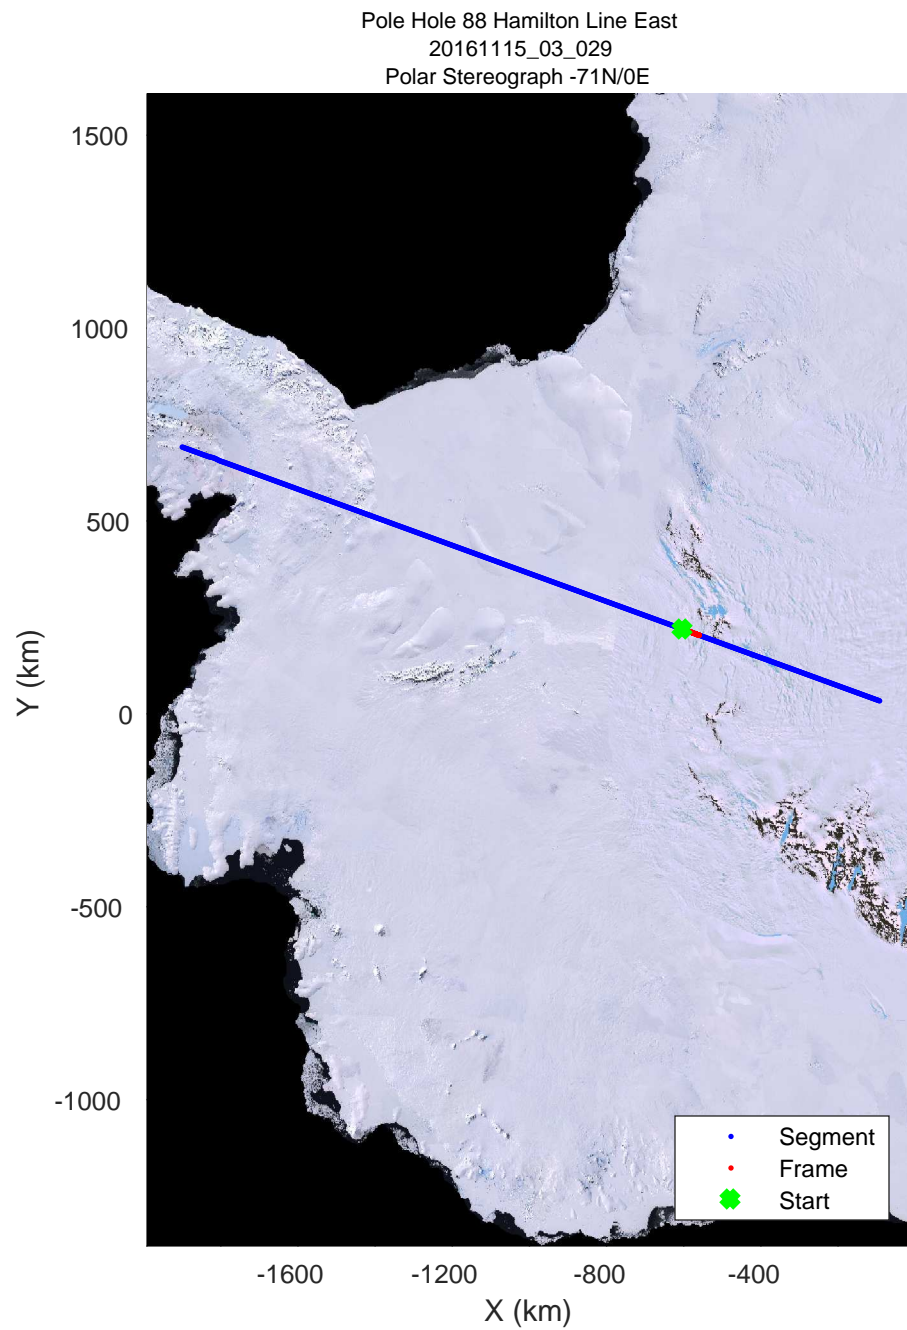 Pole Hole 88 Hamilton Line East
20161115_03_029
Polar Stereograph -71N/0E
1500
1000
500
0
-500
-1000
Y (km)
-1600
-1200
-800
-400
X (km)
Segment
Frame
Start